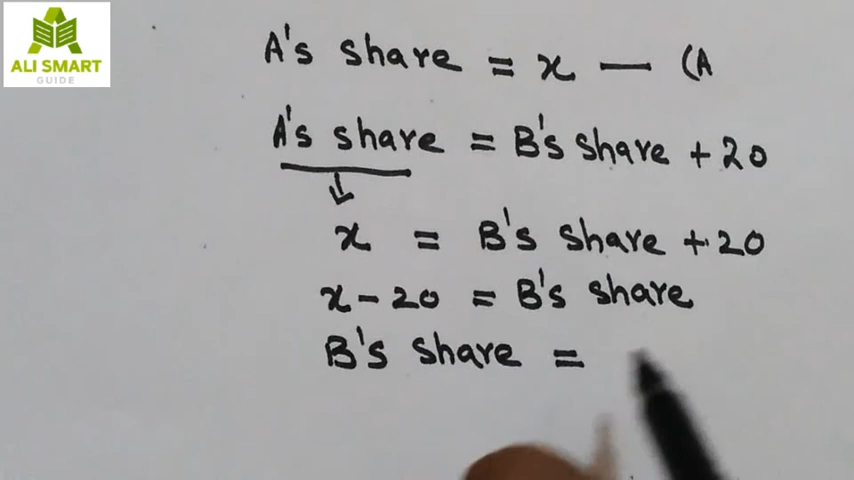 ALI SMART
GUIDE
A's share = x — (A
A's share = B's share + 20
x = B's share + 20
x - 20 = B's share
B's share =